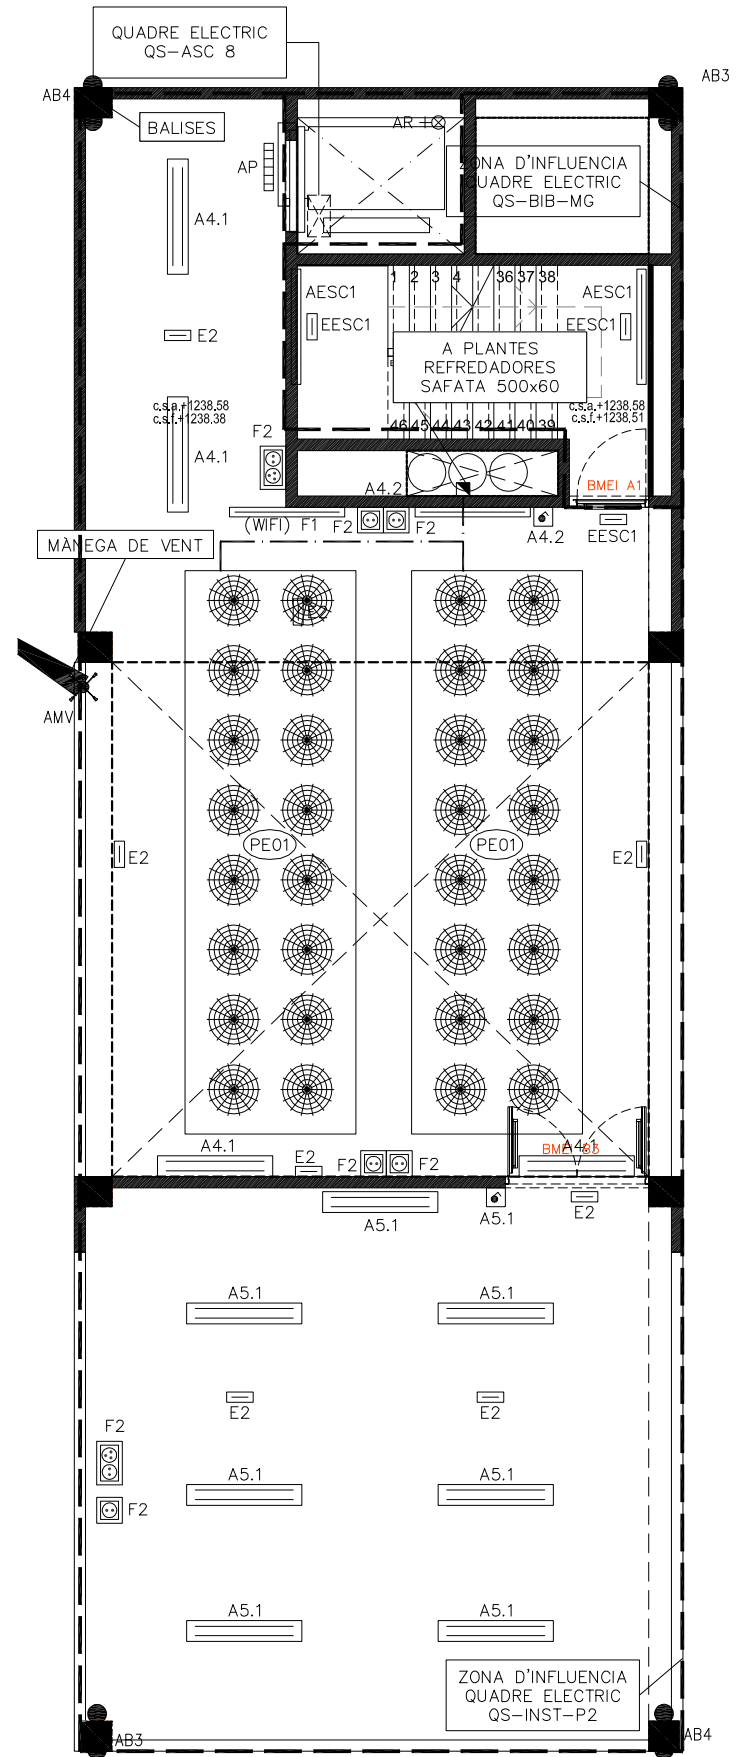 QUADRE ELECTRIC
QS-ASC 8
AB3
AB4
BALISES
AR
AP
ZONA D'INFLUENCIA
QUADRE ELECTRIC
QS-BIB-MG
A4.1
1 2 3 4 36 37 38
AESC1
AESC1
EESC1
EESC1
E2
A PLANTES
REFREDADORES
SAFATA 500x60
c.s.a.+1238.58
c.s.f.+1238.38
c.s.a.+1238.58
c.s.f.+1238.51
46 45 44 43 42 41 40 39
F2
A4.1
A4.2
BMEI A1
(WIFI) F1
F2
F2
A4.2
EESC1
MÀNEGA DE VENT
AMV
PE01
PE01
E2
E2
A4.1
E2
F2
F2
A4.1
A5.1
A5.1
E2
A5.1
A5.1
E2
E2
F2
A5.1
A5.1
F2
A5.1
A5.1
ZONA D'INFLUENCIA
QUADRE ELECTRIC
QS-INST-P2
AB3
AB4